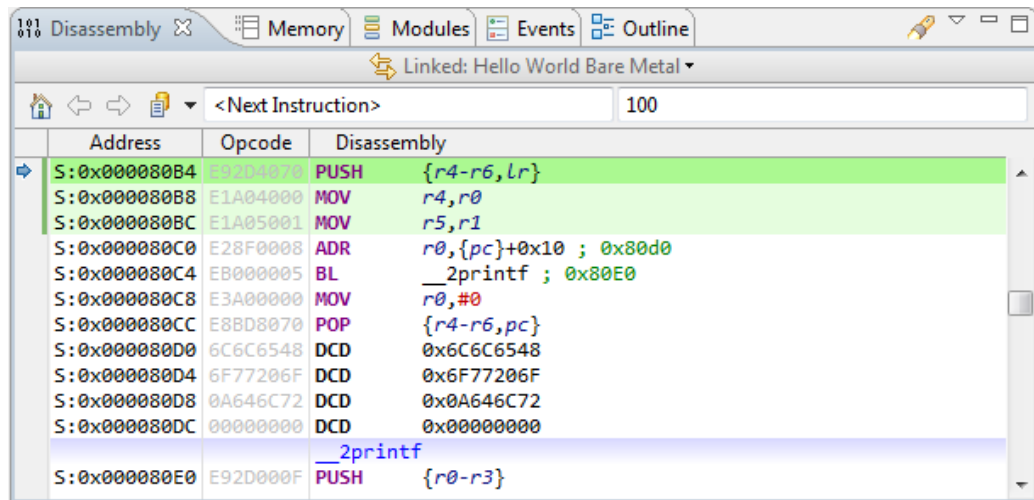 Disassembly Memory Modules Events Outline
Linked: Hello World Bare Metal
<Next Instruction> 100
Address Opcode Disassembly
S:0x000080B4 E92D4070 PUSH {r4-r6,lr}
S:0x000080B8 E1A04000 MOV r4,r0
S:0x000080BC E1A05001 MOV r5,r1
S:0x000080C0 E28F0008 ADR r0,{pc}+0x10 ; 0x80d0
S:0x000080C4 EB000005 BL __2printf ; 0x80E0
S:0x000080C8 E3A00000 MOV r0,#0
S:0x000080CC E8BD8070 POP {r4-r6,pc}
S:0x000080D0 6C6C6548 DCD 0x6C6C6548
S:0x000080D4 6F77206F DCD 0x6F77206F
S:0x000080D8 0A646C72 DCD 0x0A646C72
S:0x000080DC 00000000 DCD 0x00000000
__2printf
S:0x000080E0 E92D000F PUSH {r0-r3}